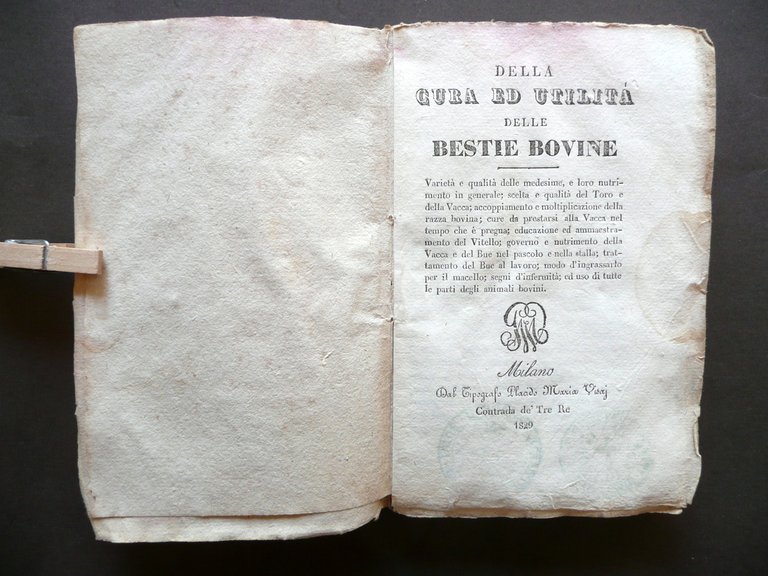 DELLA
CURA ED UTILITÁ
DELLE
BESTIE BOVINE
Varietà e qualità delle medesime, e loro nutri-
mento in generale; scelta e qualità del Toro e
della Vacca; accoppiamento e moltiplicazione della
razza bovina; cure da prestarsi alla Vacca nel
tempo che è pregna; educazione ed ammaestra-
mento del Vitello; governo e nutrimento della
Vacca e del Bue nel pascolo e nella stalla; trat-
tamento del Bue al lavoro; modo d'ingrassarlo
per il macello; segni d'infermità; ed uso di tutte
le parti degli animali bovini.
Milano
Dal Tipografo Placido Maria Visaj
Contrada de' Tre Re
1829